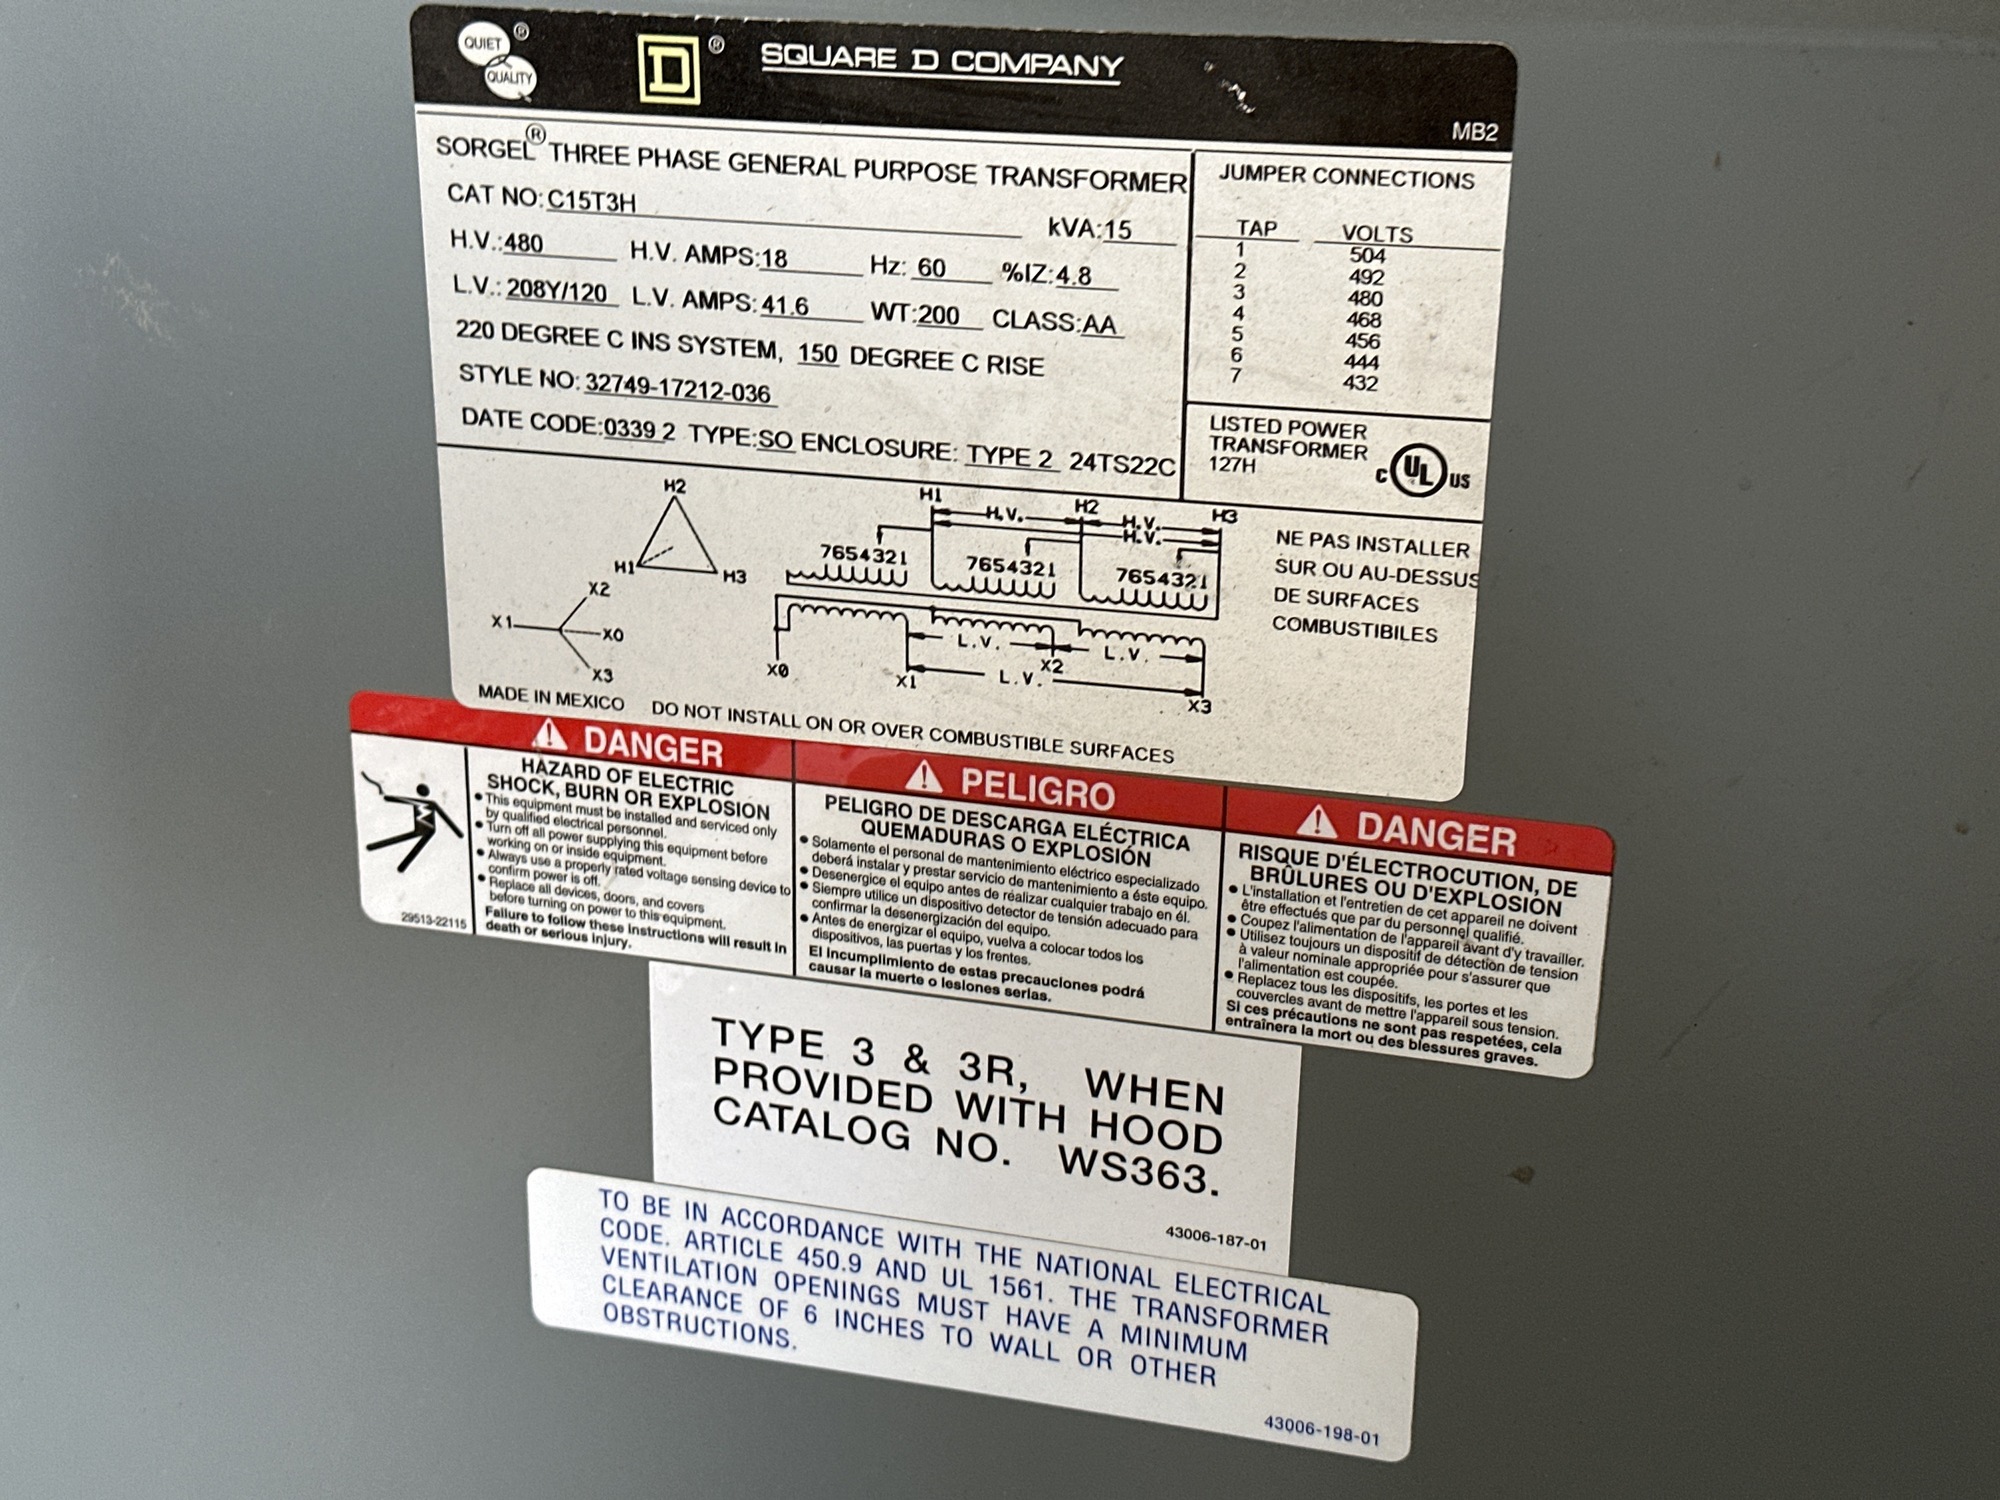 QUIET ®
QUALITY
D ® SQUARE D COMPANY
MB2
SORGEL® THREE PHASE GENERAL PURPOSE TRANSFORMER
CAT NO: C15T3H kVA: 15
H.V.: 480 H.V. AMPS: 18 Hz: 60 %IZ: 4.8
L.V.: 208Y/120 L.V. AMPS: 41.6 WT: 200 CLASS: AA
220 DEGREE C INS SYSTEM, 150 DEGREE C RISE
STYLE NO: 32749-17212-036
DATE CODE: 0339 2 TYPE: SO ENCLOSURE: TYPE 2 24TS22C
JUMPER CONNECTIONS
TAP VOLTS
1 504
2 492
3 480
4 468
5 456
6 444
7 432
LISTED POWER
TRANSFORMER
127H
C UL US
H2
H1 H3
X2
X1 X0
X3
H1 H2 H3
H.V. H.V.
H.V.
7654321 7654321 7654321
L.V. L.V.
X0 X1 L.V. X2 X3
NE PAS INSTALLER
SUR OU AU-DESSUS
DE SURFACES
COMBUSTIBILES
MADE IN MEXICO DO NOT INSTALL ON OR OVER COMBUSTIBLE SURFACES
DANGER
HAZARD OF ELECTRIC
SHOCK, BURN OR EXPLOSION
• This equipment must be installed and serviced only
by qualified electrical personnel.
• Turn off all power supplying this equipment before
working on or inside equipment.
• Always use a properly rated voltage sensing device to
confirm power is off.
• Replace all devices, doors, and covers
before turning on power to this equipment.
Failure to follow these instructions will result in
death or serious injury.
29513-22115
PELIGRO
PELIGRO DE DESCARGA ELÉCTRICA
QUEMADURAS O EXPLOSIÓN
• Solamente el personal de mantenimiento eléctrico especializado
deberá instalar y prestar servicio de mantenimiento a éste equipo.
• Desenergice el equipo antes de réalizar cualquier trabajo en él.
• Siempre utilice un dispositivo detector de tensión adecuado para
confirmar la desenergización del equipo.
• Antes de energizar el equipo, vuelva a colocar todos los
dispositivos, las puertas y los frentes.
El incumplimiento de estas precauciones podrá
causar la muerte o lesiones serias.
DANGER
RISQUE D'ÉLECTROCUTION, DE
BRÛLURES OU D'EXPLOSION
• L'installation et l'entretien de cet appareil ne doivent
être effectués que par du personnel qualifié.
• Coupez l'alimentation de l'appareil avant d'y travailler.
• Utilisez toujours un dispositif de détection de tension
à valeur nominale appropriée pour s'assurer que
l'alimentation est coupée.
• Replacez tous les dispositifs, les portes et les
couvercles avant de mettre l'appareil sous tension.
Si ces précautions ne sont pas respetées, cela
entraînera la mort ou des blessures graves.
TYPE 3 & 3R, WHEN
PROVIDED WITH HOOD
CATALOG NO. WS363.
43006-187-01
TO BE IN ACCORDANCE WITH THE NATIONAL ELECTRICAL
CODE. ARTICLE 450.9 AND UL 1561. THE TRANSFORMER
VENTILATION OPENINGS MUST HAVE A MINIMUM
CLEARANCE OF 6 INCHES TO WALL OR OTHER
OBSTRUCTIONS.
43006-198-01